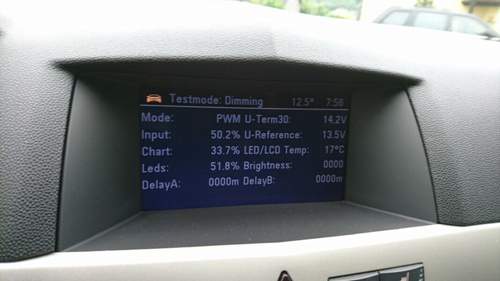 Testmode: Dimming 12.5° 7:56
Mode: PWM U-Term30: 14.2V
Input: 50.2% U-Reference: 13.5V
Chart: 33.7% LED/LCD Temp: 17°C
Leds: 51.8% Brightness: 0000
DelayA: 0000m DelayB: 0000m